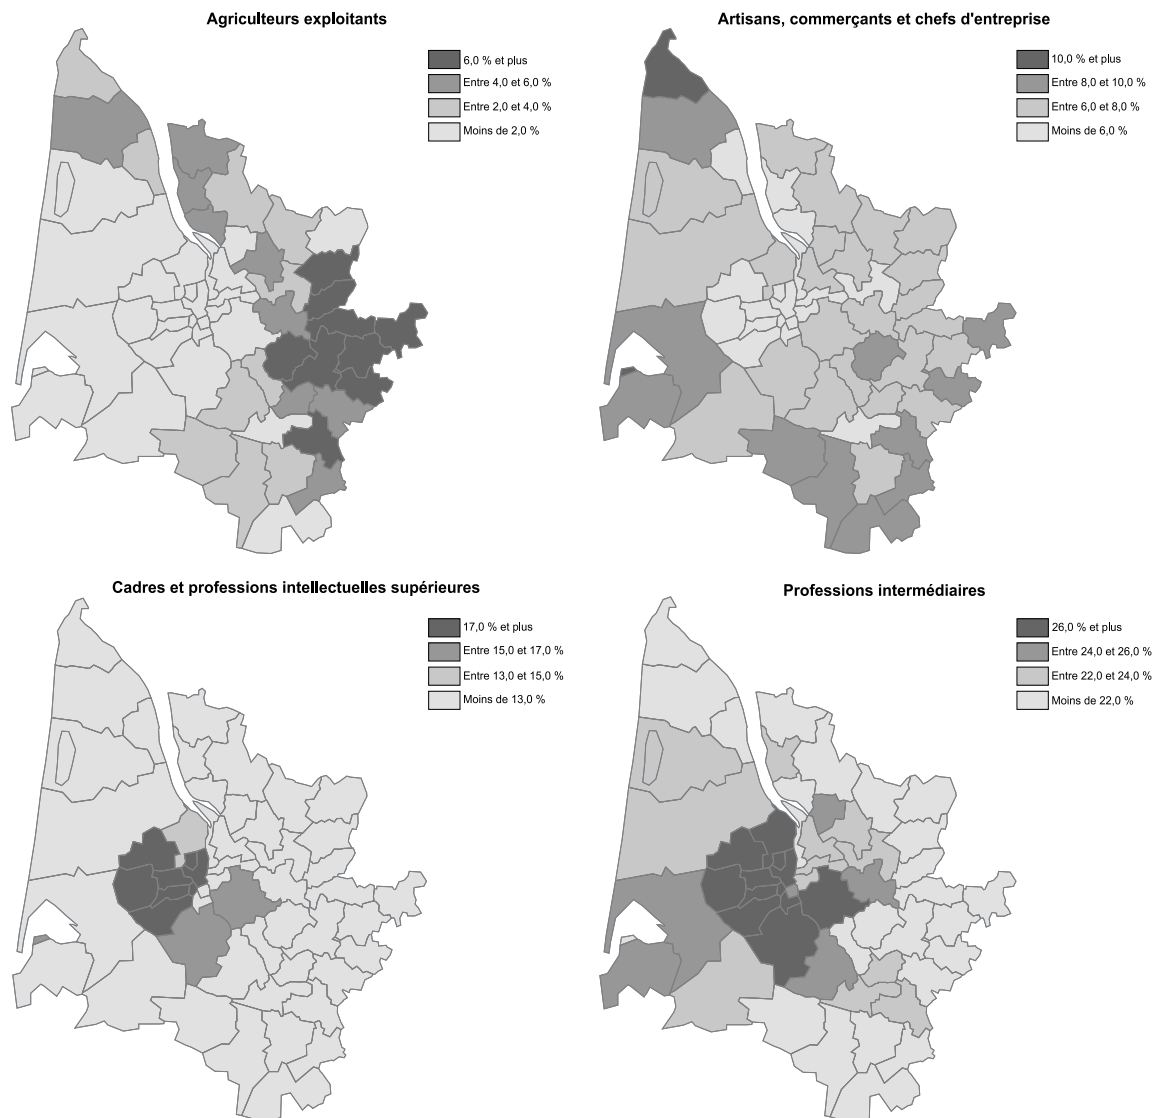 Agriculteurs exploitants
6,0 % et plus
Entre 4,0 et 6,0 %
Entre 2,0 et 4,0 %
Moins de 2,0 %
Artisans, commerçants et chefs d'entreprise
10,0 % et plus
Entre 8,0 et 10,0 %
Entre 6,0 et 8,0 %
Moins de 6,0 %
Cadres et professions intellectuelles supérieures
17,0 % et plus
Entre 15,0 et 17,0 %
Entre 13,0 et 15,0 %
Moins de 13,0 %
Professions intermédiaires
26,0 % et plus
Entre 24,0 et 26,0 %
Entre 22,0 et 24,0 %
Moins de 22,0 %